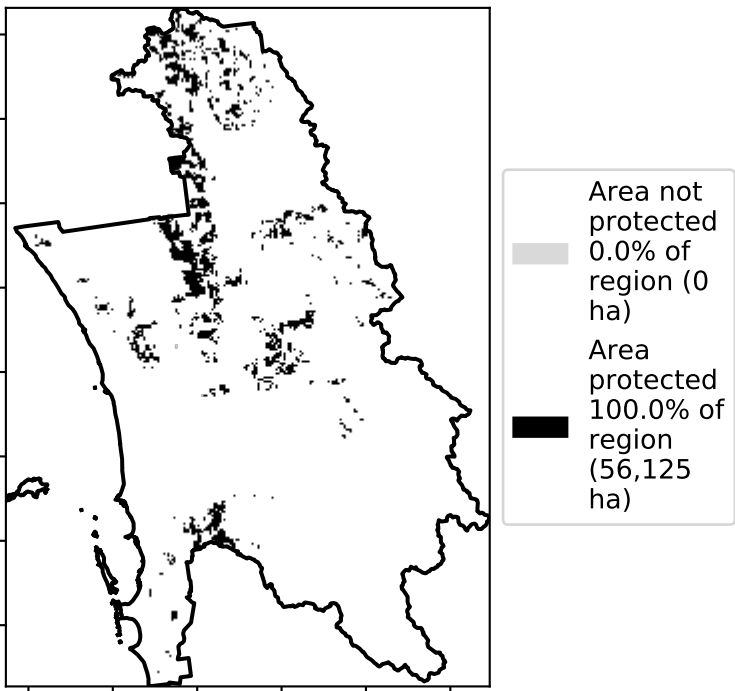 Area not
protected
0.0% of
region (0
ha)
Area
protected
100.0% of
region
(56,125
ha)